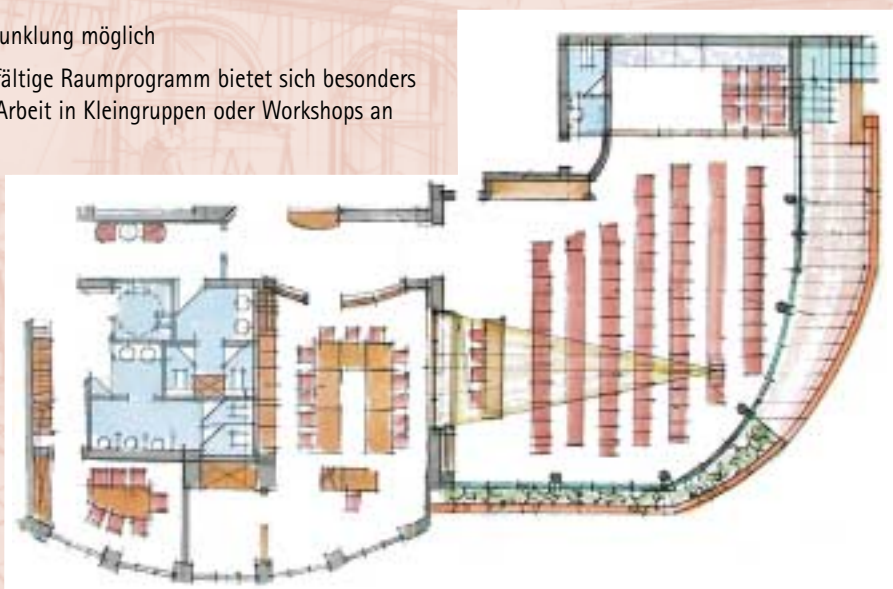 unklung möglich
fältige Raumprogramm bietet sich besonders
Arbeit in Kleingruppen oder Workshops an